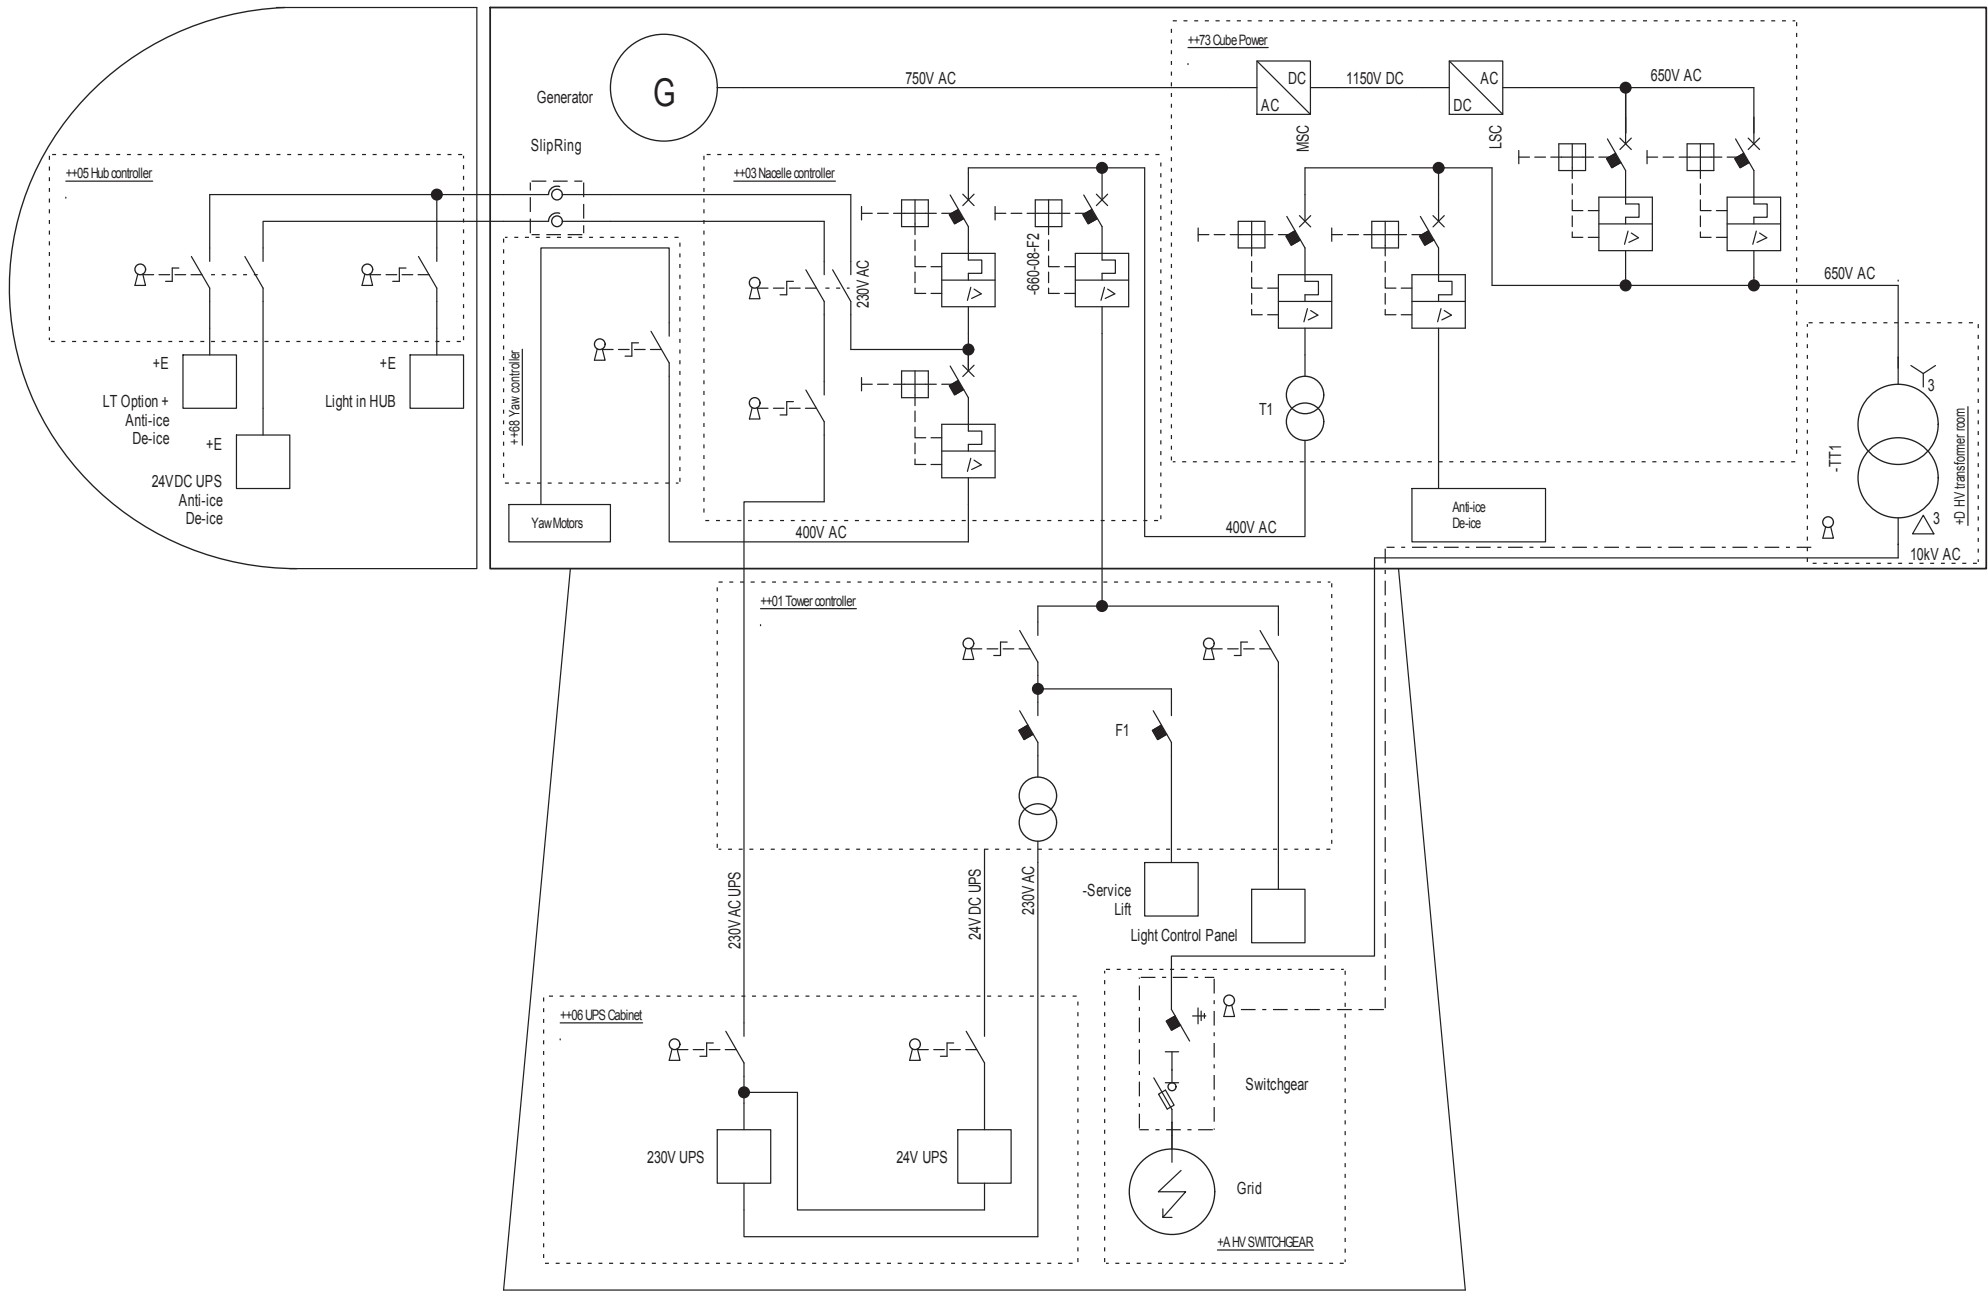 ++73 Cube Power
750V AC
DC
AC
1150V DC
AC
DC
650V AC
MSC
LSC
G
Generator
SlipRing
++05 Hub controller
++03 Nacelle controller
230V AC
-660-08-F2
650V AC
+E
LT Option +
Anti-ice
De-ice
+E
Light in HUB
+E
24VDC UPS
Anti-ice
De-ice
++68 Yaw controller
Yaw Motors
400V AC
T1
400V AC
Anti-ice
De-ice
3
-TT1
+D HV transformer room
3
10kV AC
++01 Tower controller
F1
230V AC UPS
24V DC UPS
230V AC
-Service
Lift
Light Control Panel
++06 UPS Cabinet
230V UPS
24V UPS
Switchgear
Grid
+A HV SWITCHGEAR
I>
I>
I>
I>
I>
I>
I>